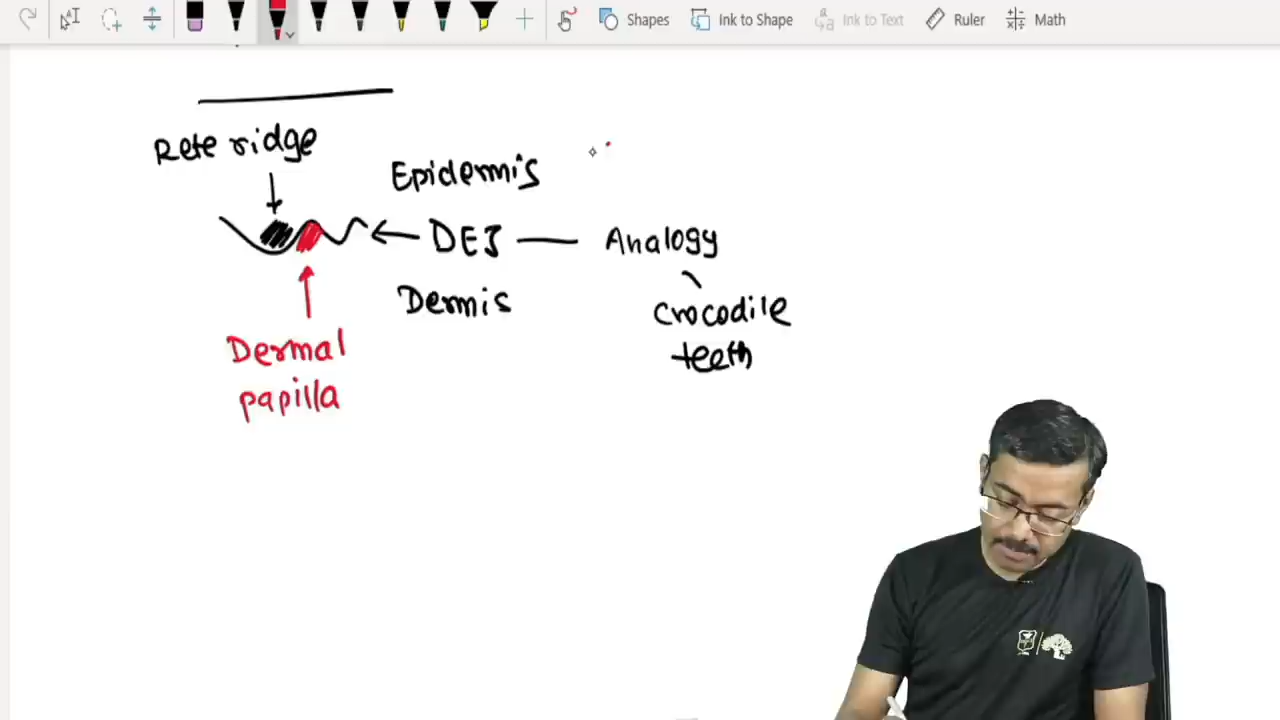 Shapes
Ink to Shape
Ink to Text
Ruler
Math
Rete ridge
Epidermis
DEJ
Analogy
Dermis
Crocodile
teeth
Dermal
papilla